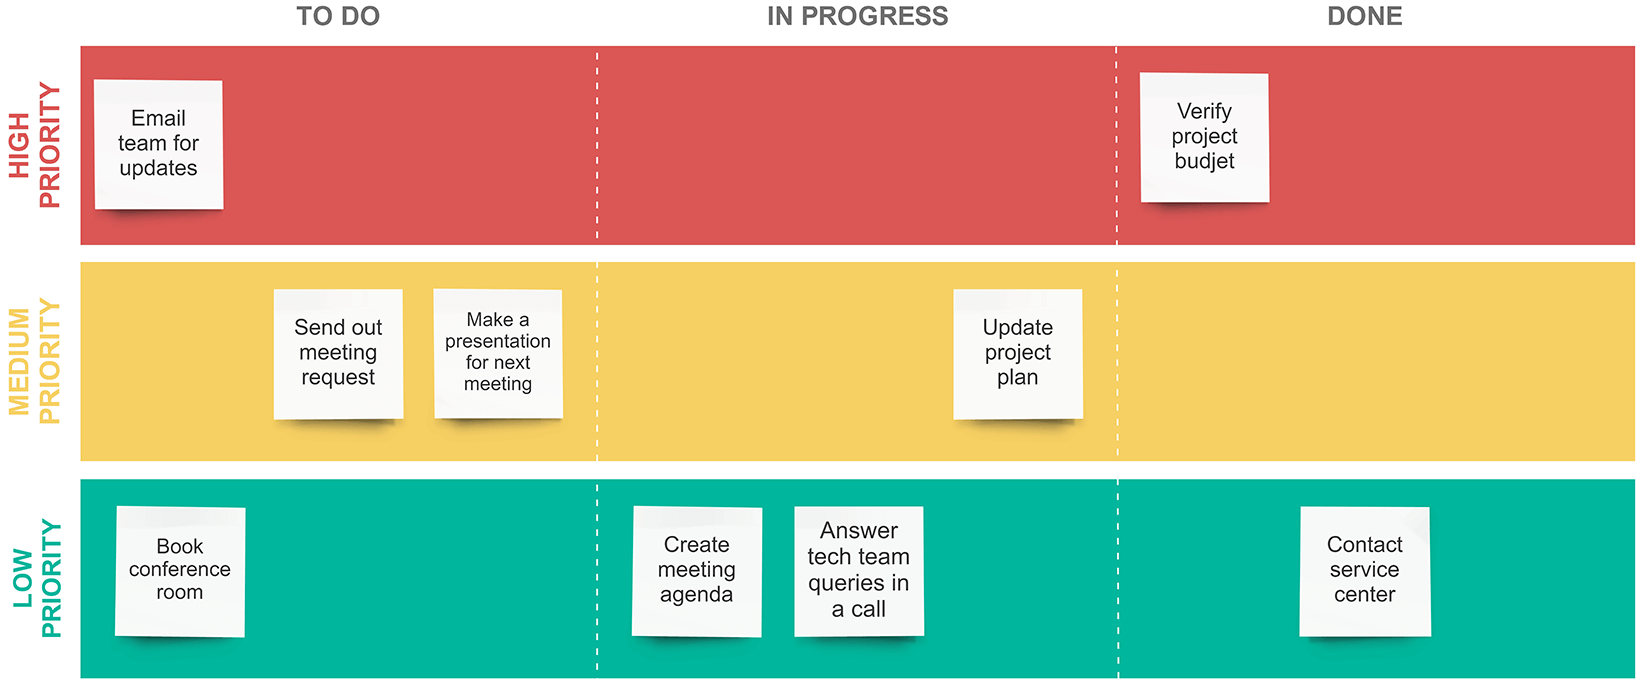 TO DO
IN PROGRESS
DONE
HIGH
PRIORITY
Email
team for
updates
Verify
project
budjet
MEDIUM
PRIORITY
Send out
meeting
request
Make a
presentation
for next
meeting
Update
project
plan
LOW
PRIORITY
Book
conference
room
Create
meeting
agenda
Answer
tech team
queries in
a call
Contact
service
center